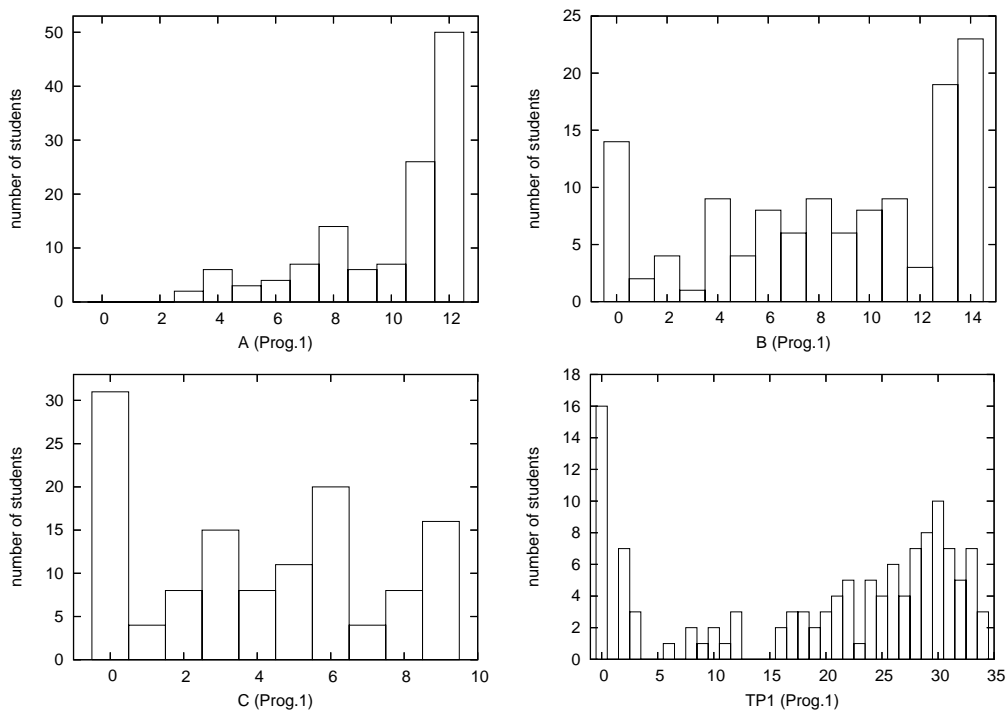 number of students
50
40
30
20
10
0
0 2 4 6 8 10 12
A (Prog.1)
number of students
25
20
15
10
5
0
0 2 4 6 8 10 12 14
B (Prog.1)
number of students
30
25
20
15
10
5
0
0 2 4 6 8 10
C (Prog.1)
number of students
18
16
14
12
10
8
6
4
2
0
0 5 10 15 20 25 30 35
TP1 (Prog.1)